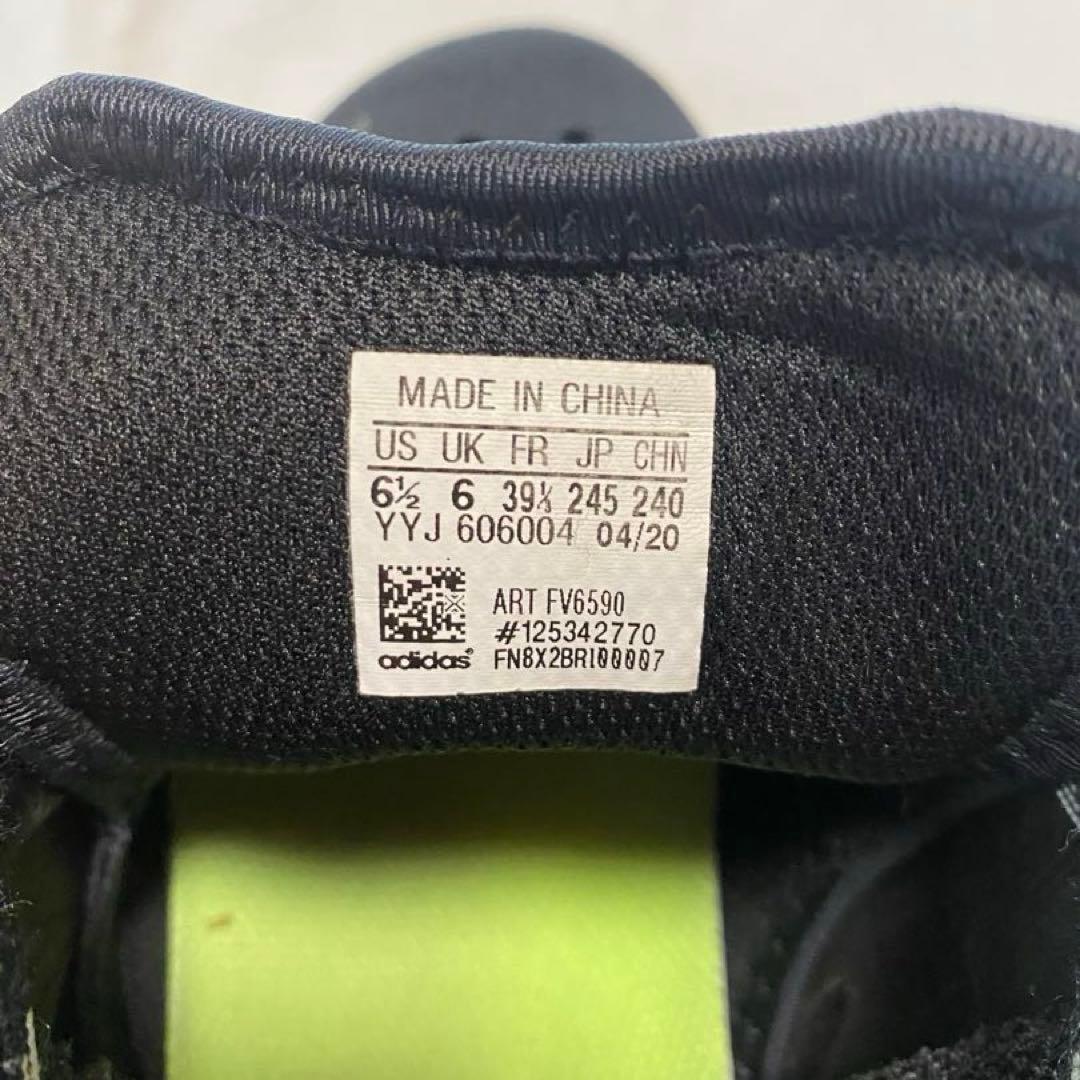 MADE IN CHINA
US UK FR JP CHN
6½ 6 39⅓ 245 240
YYJ 606004 04/20
ART FV6590
#125342770
adidas® FN8X2BRI00007